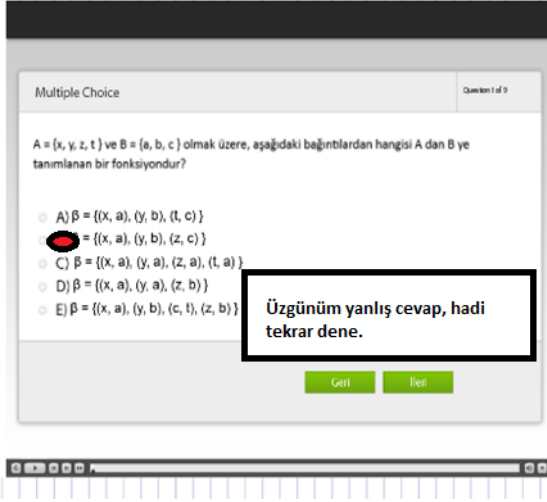 Multiple Choice
Question 1 of 9
A = {x, y, z, t } ve B = {a, b, c } olmak üzere, aşağıdaki bağıntılardan hangisi A dan B ye
tanımlanan bir fonksiyondur?
A) β = {(x, a), (y, b), (t, c) }
= {(x, a), (y, b), (z, c) }
C) β = {(x, a), (y, a), (z, a), (t, a) }
D) β = {(x, a), (y, a), (z, b) }
E) β = {(x, a), (y, b), (c, t), (z, b) }
Üzgünüm yanlış cevap, hadi
tekrar dene.
Geri
İleri